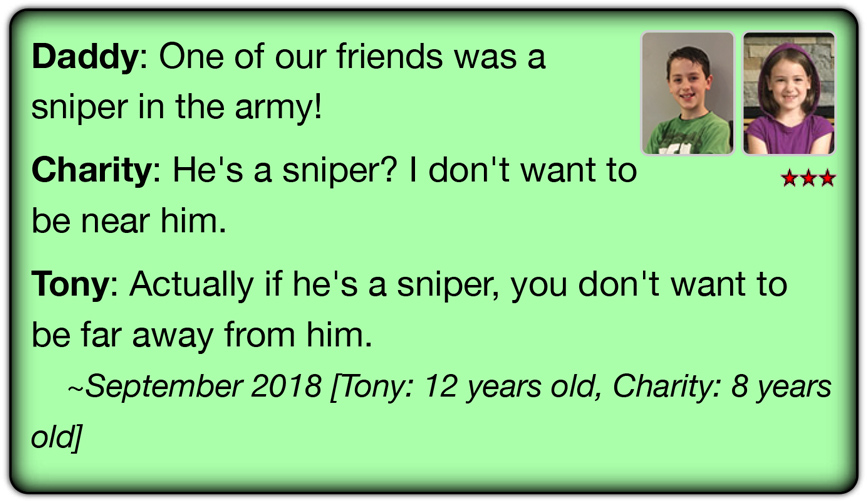 Daddy: One of our friends was a
sniper in the army!
Charity: He's a sniper? I don't want to
be near him.
Tony: Actually if he's a sniper, you don't want to
be far away from him.
~September 2018 [Tony: 12 years old, Charity: 8 years
old]